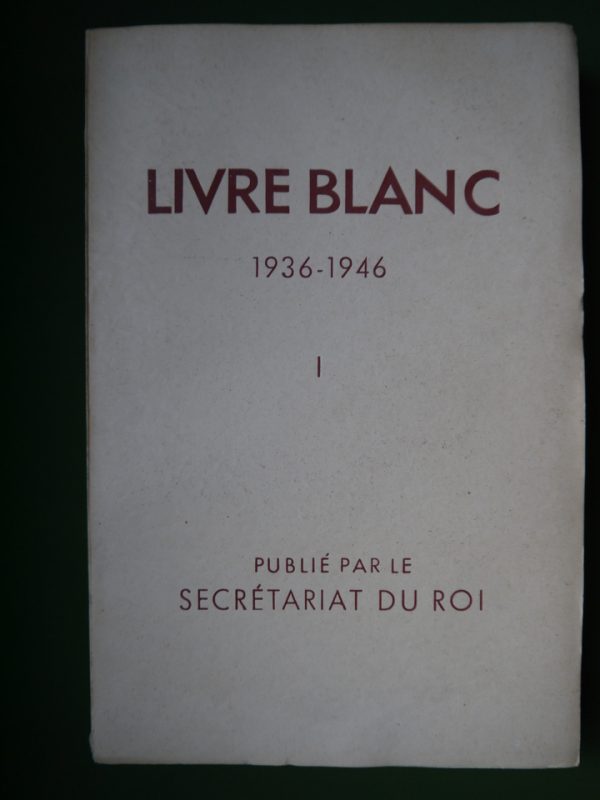 LIVRE BLANC
1936-1946
I
PUBLIÉ PAR LE
SECRÉTARIAT DU ROI